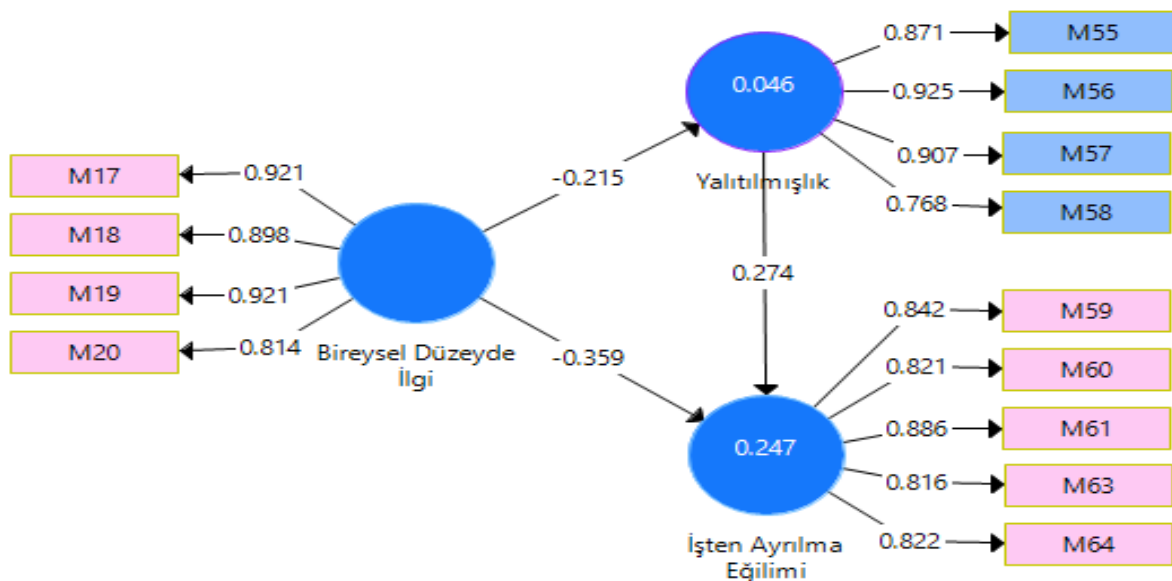 M17
M18
M19
M20
0.921
0.898
0.921
0.814
Bireysel Düzeyde
İlgi
-0.215
-0.359
0.046
Yalıtılmışlık
0.274
0.247
İşten Ayrılma
Eğilimi
0.871
0.925
0.907
0.768
M55
M56
M57
M58
0.842
0.821
0.886
0.816
0.822
M59
M60
M61
M63
M64